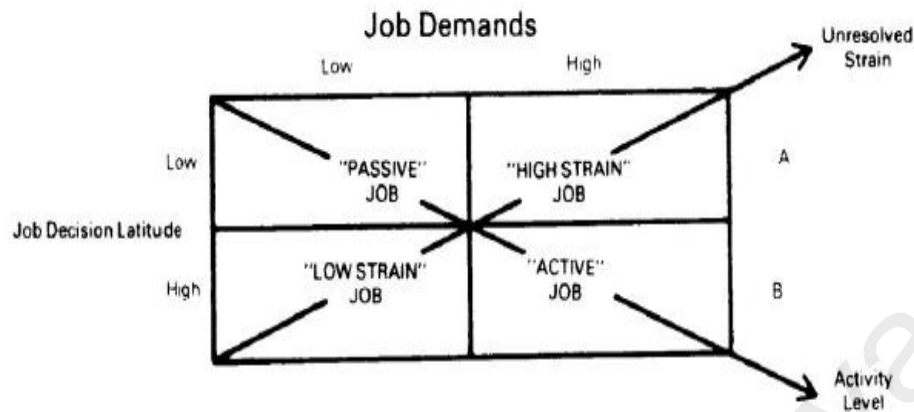 Job Demands
Unresolved
Strain
Low
High
Low
"PASSIVE"
JOB
"HIGH STRAIN"
JOB
A
Job Decision Latitude
High
"LOW STRAIN"
JOB
"ACTIVE"
JOB
B
Activity
Level